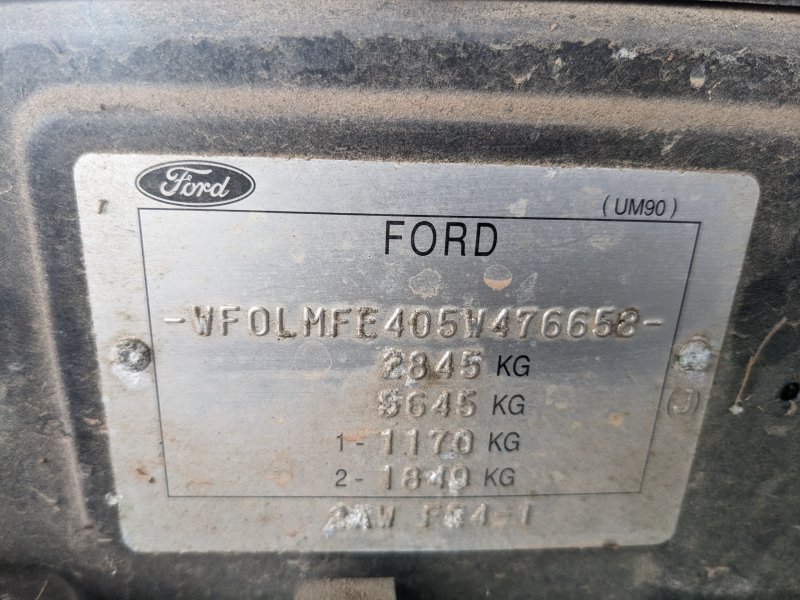 Ford
(UM90)
FORD
-WF0LMFE405W476658-
2845 KG
5645 KG
1- 1170 KG
2- 1840 KG
(J)